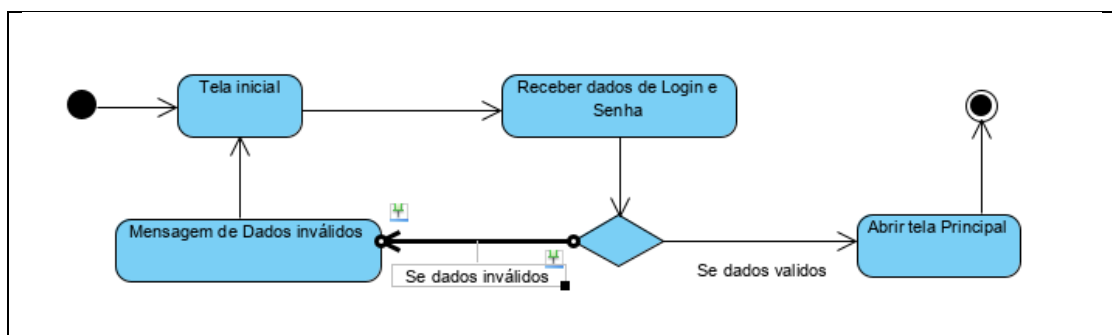 Tela inicial
Receber dados de Login e
Senha
Mensagem de Dados inválidos
Abrir tela Principal
Se dados inválidos
Se dados validos